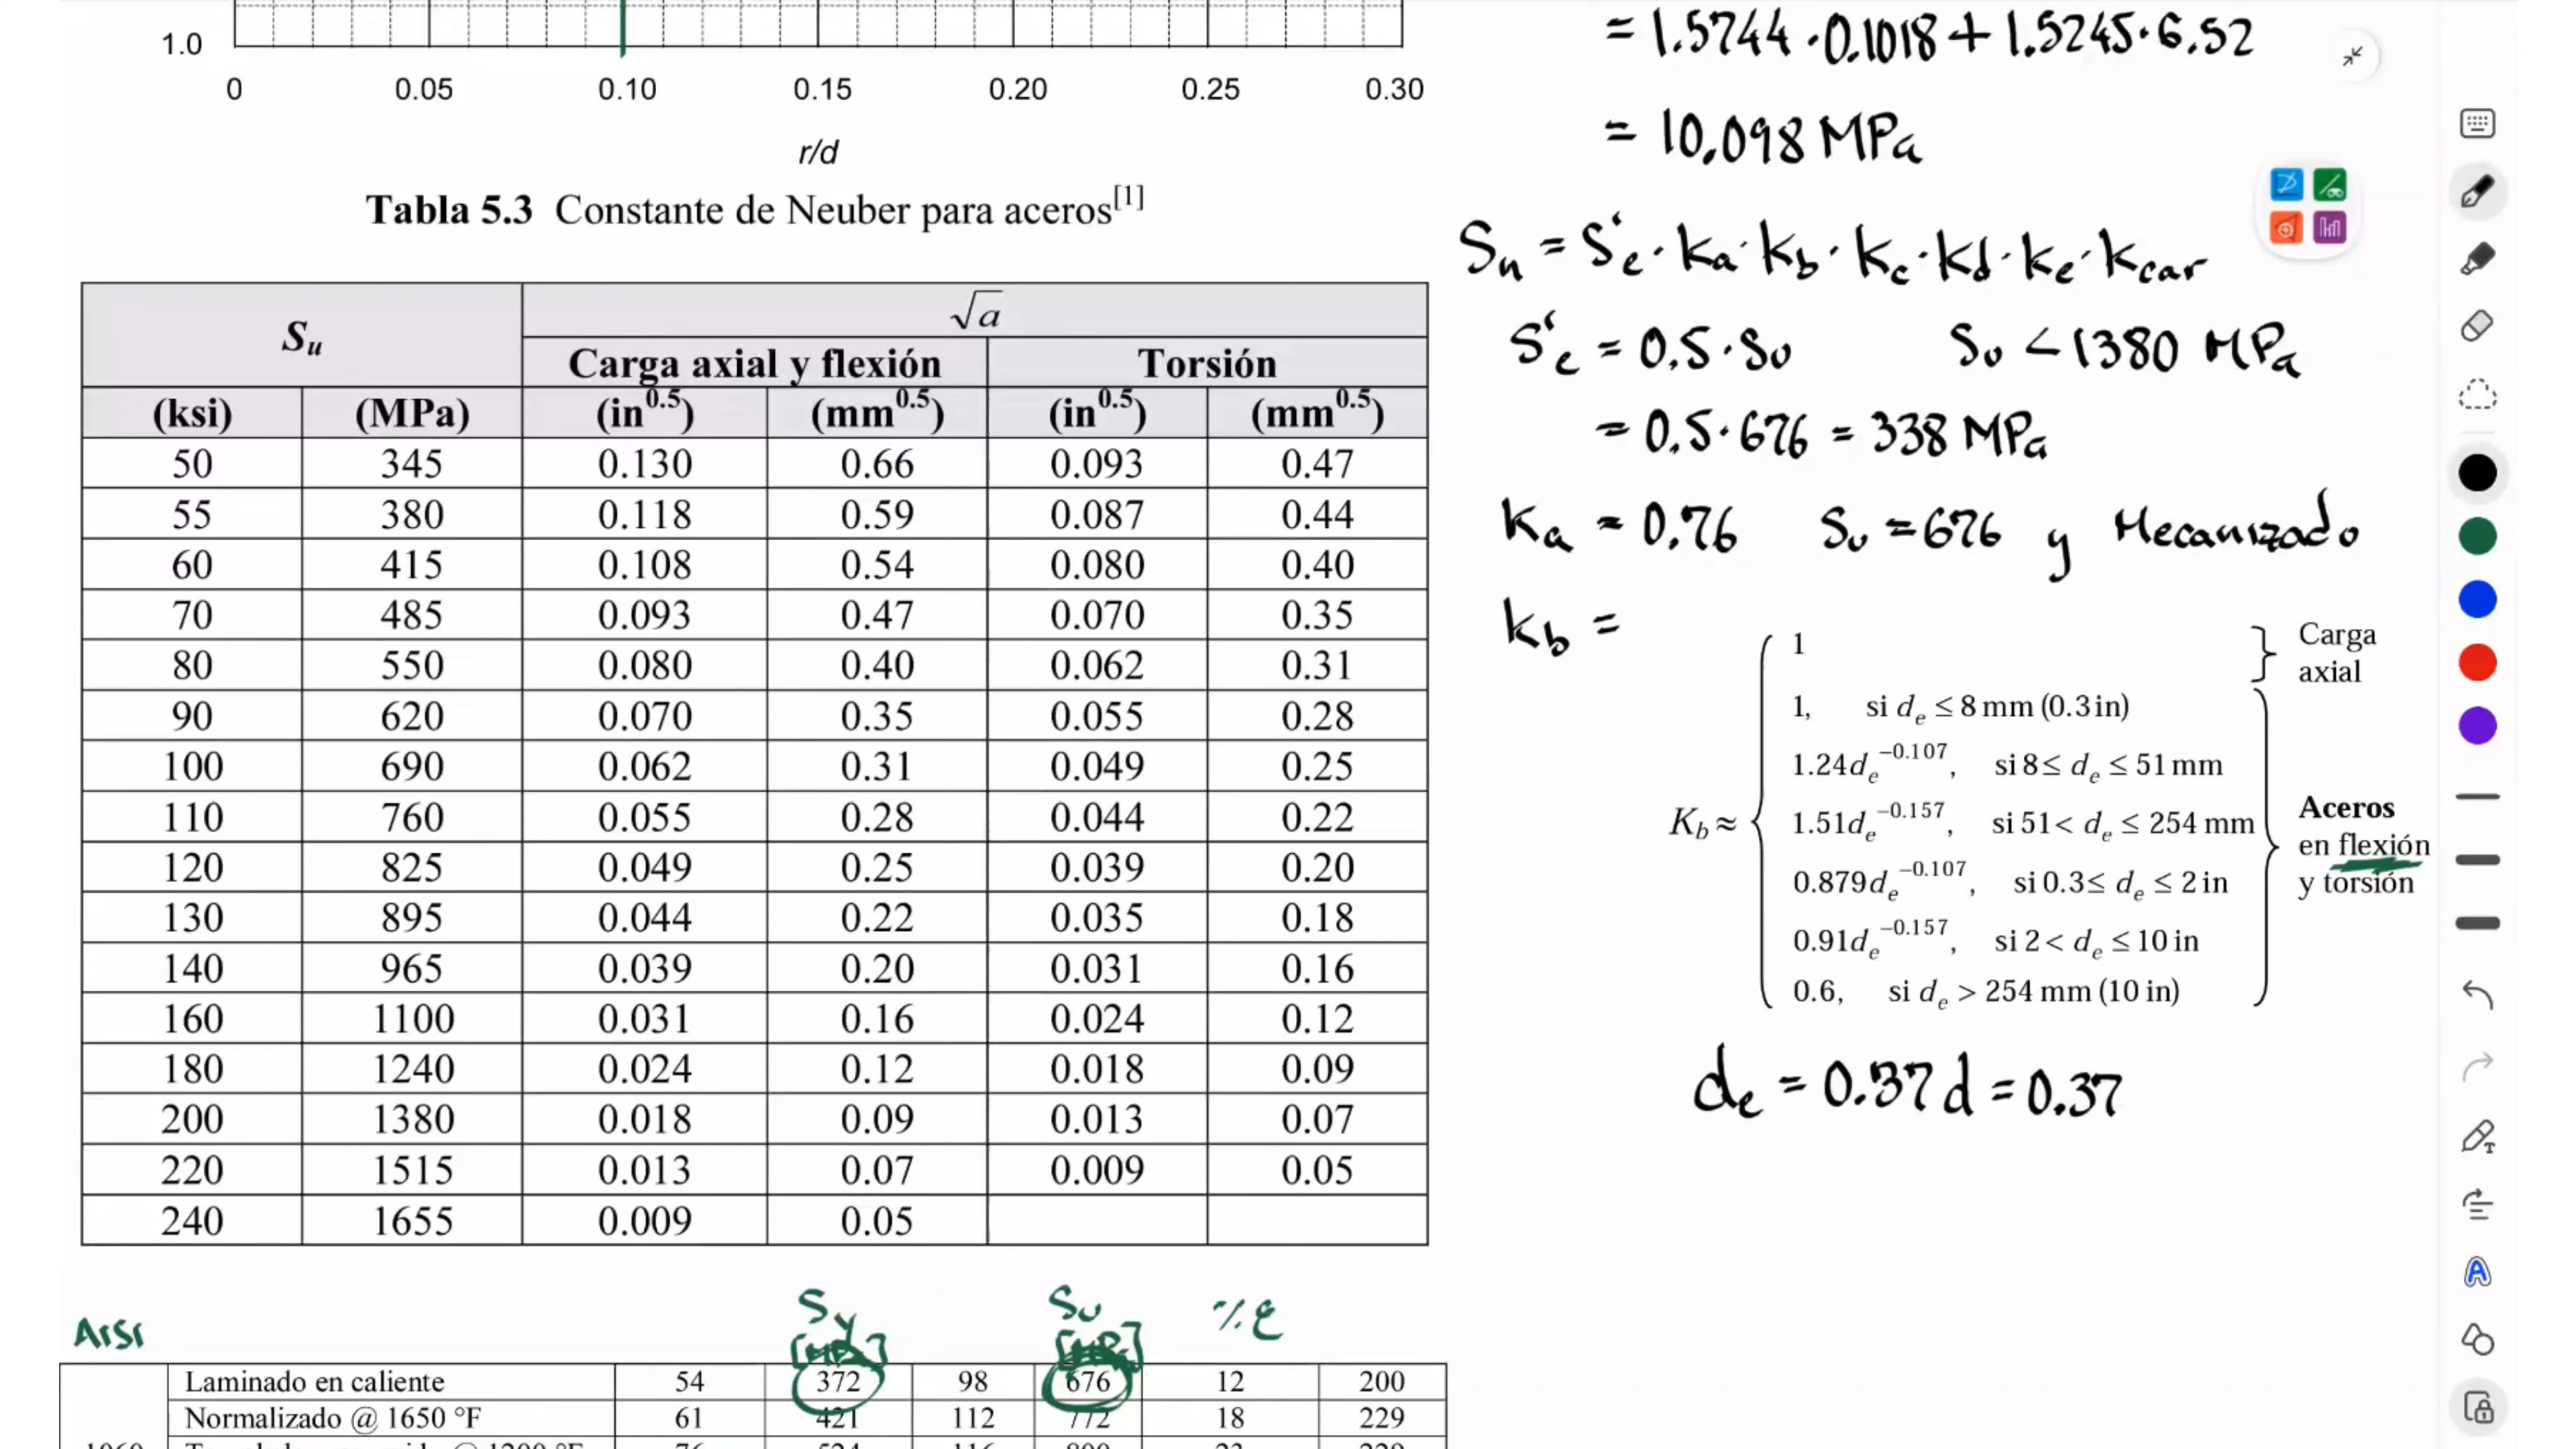 1.0
0 0.05 0.10 0.15 0.20 0.25 0.30
r/d
Tabla 5.3 Constante de Neuber para aceros[1]
Su √a
Carga axial y flexión Torsión
(ksi) (MPa) (in^0.5) (mm^0.5) (in^0.5) (mm^0.5)
50 345 0.130 0.66 0.093 0.47
55 380 0.118 0.59 0.087 0.44
60 415 0.108 0.54 0.080 0.40
70 485 0.093 0.47 0.070 0.35
80 550 0.080 0.40 0.062 0.31
90 620 0.070 0.35 0.055 0.28
100 690 0.062 0.31 0.049 0.25
110 760 0.055 0.28 0.044 0.22
120 825 0.049 0.25 0.039 0.20
130 895 0.044 0.22 0.035 0.18
140 965 0.039 0.20 0.031 0.16
160 1100 0.031 0.16 0.024 0.12
180 1240 0.024 0.12 0.018 0.09
200 1380 0.018 0.09 0.013 0.07
220 1515 0.013 0.07 0.009 0.05
240 1655 0.009 0.05
AISI Sy Su %ε
[MPa] [MPa]
Laminado en caliente 54 372 98 676 12 200
Normalizado @ 1650 °F 61 421 112 772 18 229
= 1.5744 · 0.1018 + 1.5245 · 6.52
= 10.098 MPa
Sn = S'e · Ka · Kb · Kc · Kd · Ke · Kcar
S'e = 0.5 · Su Su < 1380 MPa
= 0.5 · 676 = 338 MPa
Ka = 0.76 Su = 676 y Mecanizado
Kb =
Kb ≈
1 } Carga axial
1, si de ≤ 8 mm (0.3 in)
1.24de^−0.107, si 8 ≤ de ≤ 51 mm
1.51de^−0.157, si 51 < de ≤ 254 mm
0.879de^−0.107, si 0.3 ≤ de ≤ 2 in
0.91de^−0.157, si 2 < de ≤ 10 in
0.6, si de > 254 mm (10 in)
Aceros
en flexión
y torsión
de = 0.37d = 0.37